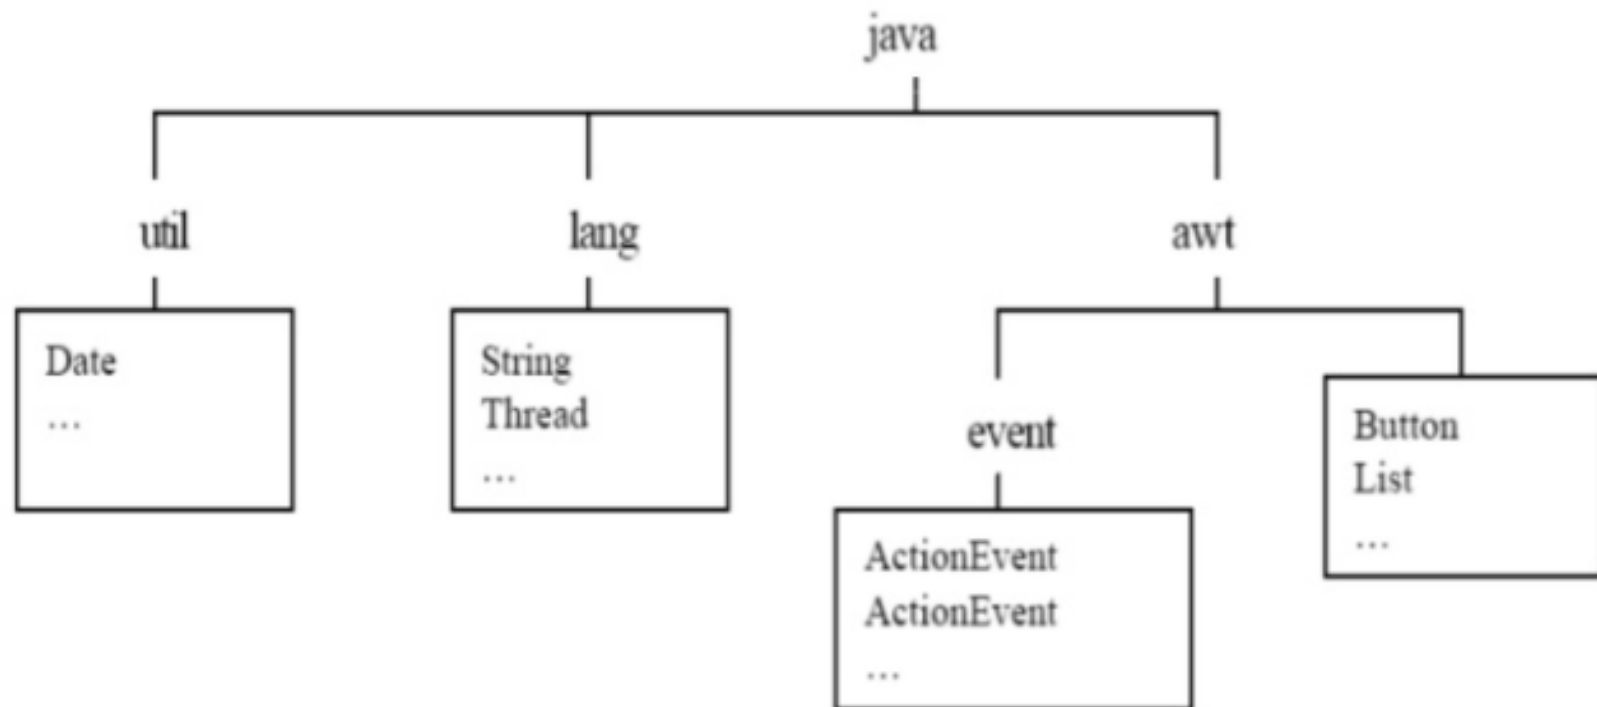 java
util
lang
awt
Date
…
String
Thread
…
event
Button
List
…
ActionEvent
ActionEvent
…